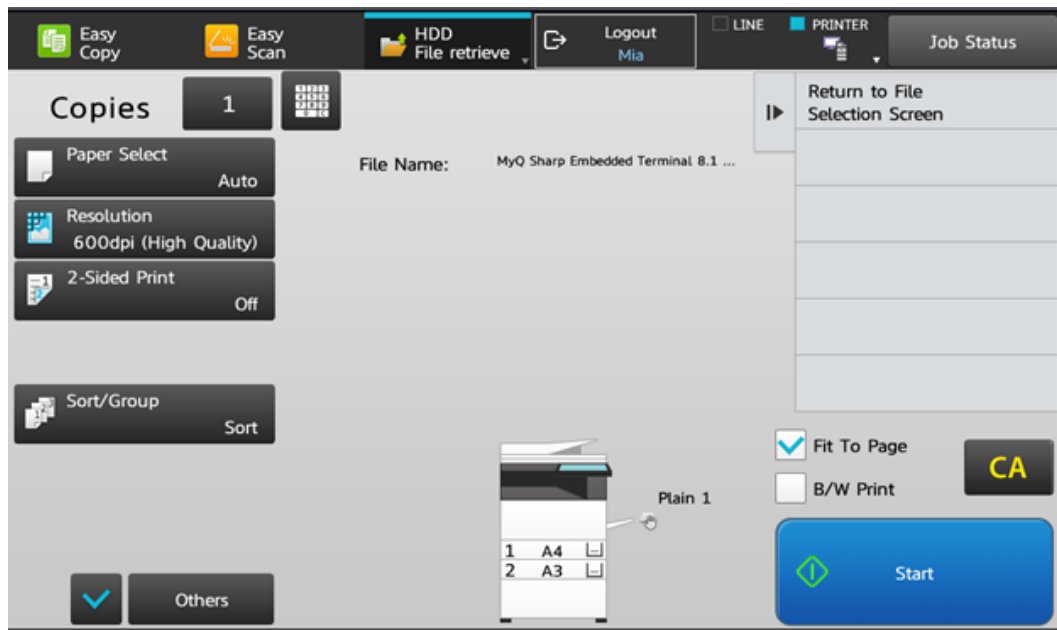 Easy
Copy
Easy
Scan
HDD
File retrieve
Logout
Mia
LINE
PRINTER
Job Status
Copies
1
Return to File
Selection Screen
Paper Select
Auto
File Name:
MyQ Sharp Embedded Terminal 8.1 ...
Resolution
600dpi (High Quality)
2-Sided Print
Off
Sort/Group
Sort
Fit To Page
CA
B/W Print
Plain 1
1 A4
2 A3
Start
Others